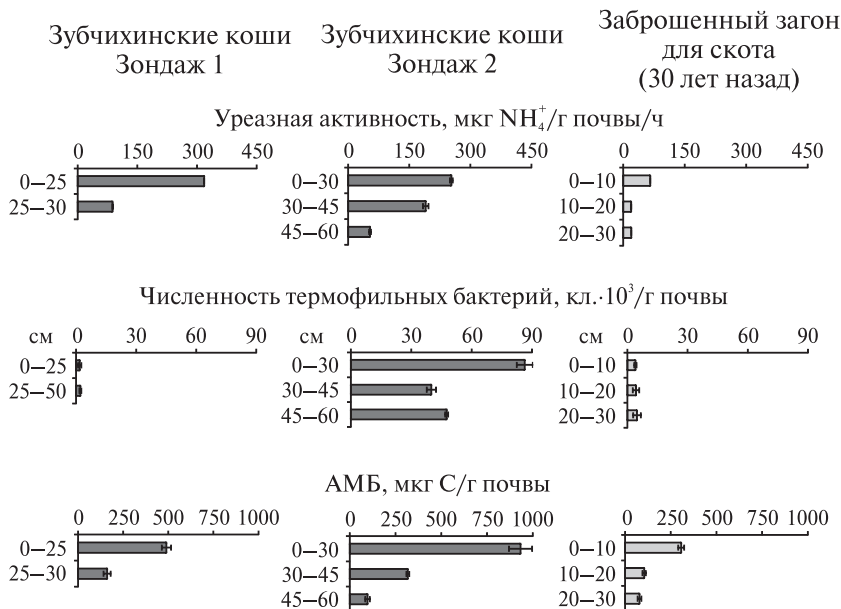 Зубчихинские коши
Зондаж 1
Зубчихинские коши
Зондаж 2
Заброшенный загон
для скота
(30 лет назад)
Уреазная активность, мкг NH₄⁺/г почвы/ч
0 150 300 450
0–25
25–30
0 150 300 450
0–30
30–45
45–60
0 150 300 450
0–10
10–20
20–30
Численность термофильных бактерий, кл.·10³/г почвы
см 0 30 60 90
0–25
25–50
см 0 30 60 90
0–30
30–45
45–60
см 0 30 60 90
0–10
10–20
20–30
АМБ, мкг С/г почвы
0 250 500 750 1000
0–25
25–30
0 250 500 750 1000
0–30
30–45
45–60
0 250 500 750 1000
0–10
10–20
20–30